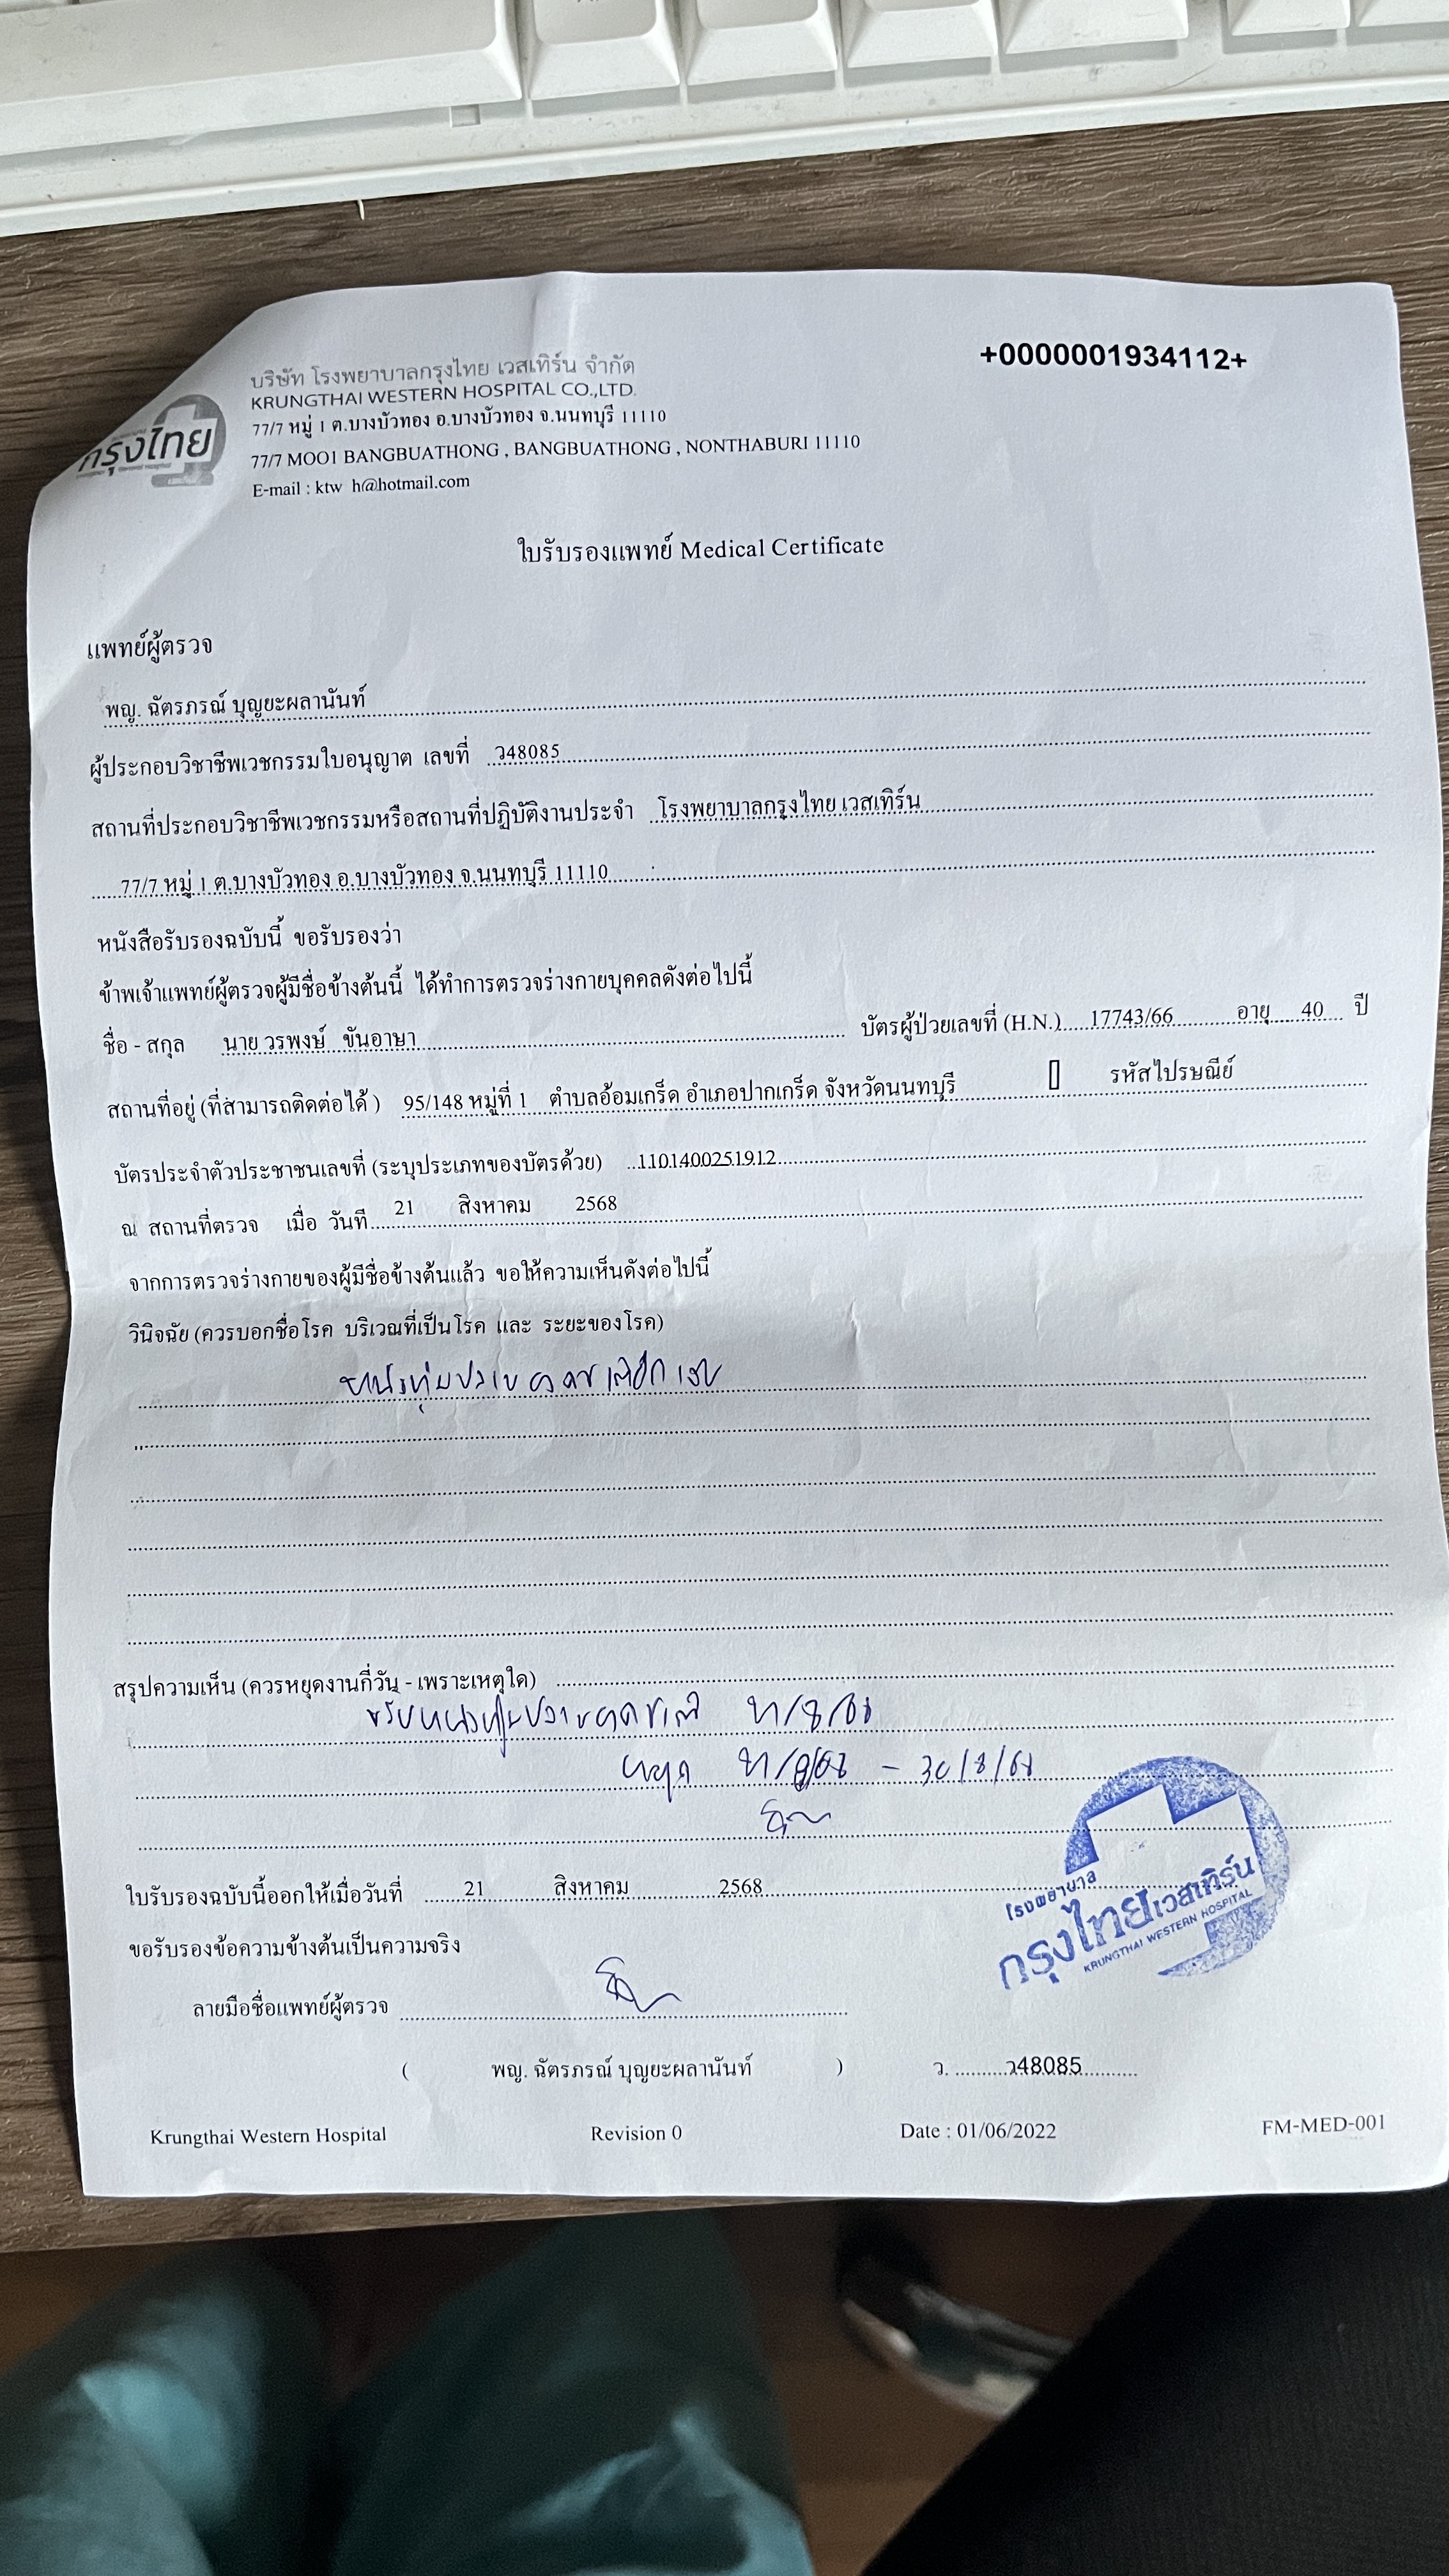 +0000001934112+
กรุงไทย
บริษัท โรงพยาบาลกรุงไทย เวสเทิร์น จำกัด
KRUNGTHAI WESTERN HOSPITAL CO.,LTD.
77/7 หมู่ 1 ต.บางบัวทอง อ.บางบัวทอง จ.นนทบุรี 11110
77/7 MOO1 BANGBUATHONG , BANGBUATHONG , NONTHABURI 11110
E-mail : ktw h@hotmail.com
ใบรับรองแพทย์ Medical Certificate
แพทย์ผู้ตรวจ
พญ. ฉัตรภรณ์ บุญยะผลานันท์
ผู้ประกอบวิชาชีพเวชกรรมใบอนุญาต เลขที่ ว48085
สถานที่ประกอบวิชาชีพเวชกรรมหรือสถานที่ปฏิบัติงานประจำ โรงพยาบาลกรุงไทย เวสเทิร์น
77/7 หมู่ 1 ต.บางบัวทอง อ.บางบัวทอง จ.นนทบุรี 11110
หนังสือรับรองฉบับนี้ ขอรับรองว่า
ข้าพเจ้าแพทย์ผู้ตรวจผู้มีชื่อข้างต้นนี้ ได้ทำการตรวจร่างกายบุคคลดังต่อไปนี้
ชื่อ - สกุล นาย วรพงษ์ ขันอาษา บัตรผู้ป่วยเลขที่ (H.N.) 17743/66 อายุ 40 ปี
สถานที่อยู่ (ที่สามารถติดต่อได้ ) 95/148 หมู่ที่ 1 ตำบลอ้อมเกร็ด อำเภอปากเกร็ด จังหวัดนนทบุรี รหัสไปรษณีย์
บัตรประจำตัวประชาชนเลขที่ (ระบุประเภทของบัตรด้วย) 1101400251912
ณ สถานที่ตรวจ เมื่อ วันที่ 21 สิงหาคม 2568
จากการตรวจร่างกายของผู้มีชื่อข้างต้นแล้ว ขอให้ความเห็นดังต่อไปนี้
วินิจฉัย (ควรบอกชื่อโรค บริเวณที่เป็นโรค และ ระยะของโรค)
หนังหุ้มปลาย
สรุปความเห็น (ควรหยุดงานกี่วัน - เพราะเหตุใด)
หนังหุ้มปลาย
หยุด - 30/8/68
ใบรับรองฉบับนี้ออกให้เมื่อวันที่ 21 สิงหาคม 2568
โรงพยาบาล
กรุงไทยเวสเทิร์น
KRUNGTHAI WESTERN HOSPITAL
ขอรับรองข้อความข้างต้นเป็นความจริง
ลายมือชื่อแพทย์ผู้ตรวจ
( พญ. ฉัตรภรณ์ บุญยะผลานันท์ ) ว. ว48085
Krungthai Western Hospital Revision 0 Date : 01/06/2022 FM-MED-001